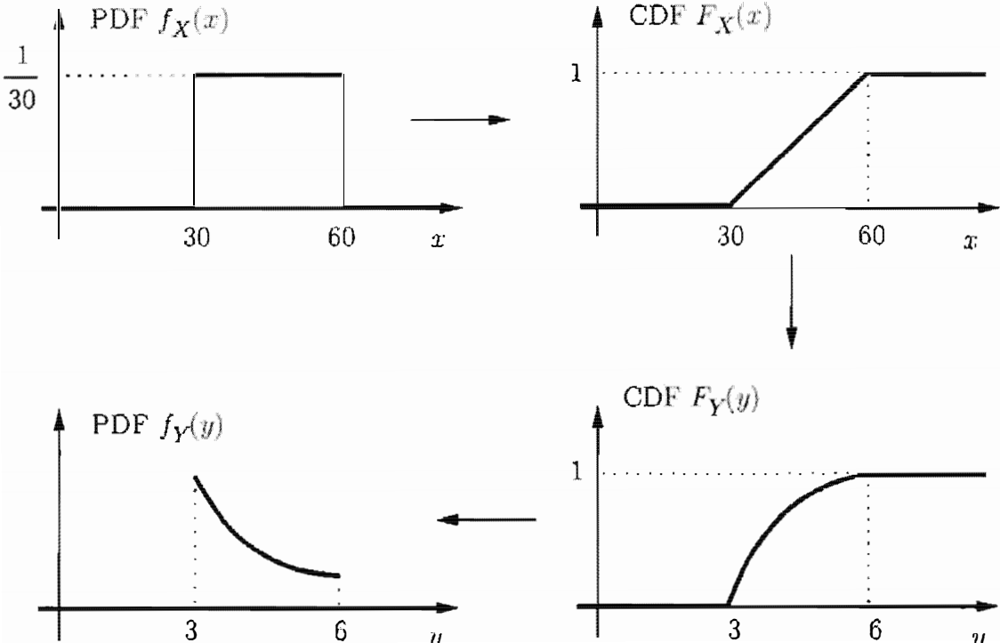 PDF f_X(x)
1
30
30
60
x
CDF F_X(x)
1
30
60
x
PDF f_Y(y)
3
6
y
CDF F_Y(y)
1
3
6
y